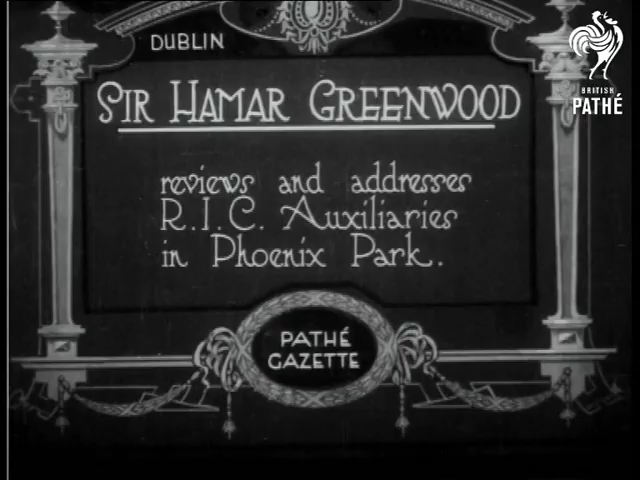 DUBLIN
SIR HAMAR GREENWOOD
reviews and addresses
R.I.C. Auxiliaries
in Phoenix Park.
PATHÉ
GAZETTE
BRITISH
PATHÉ